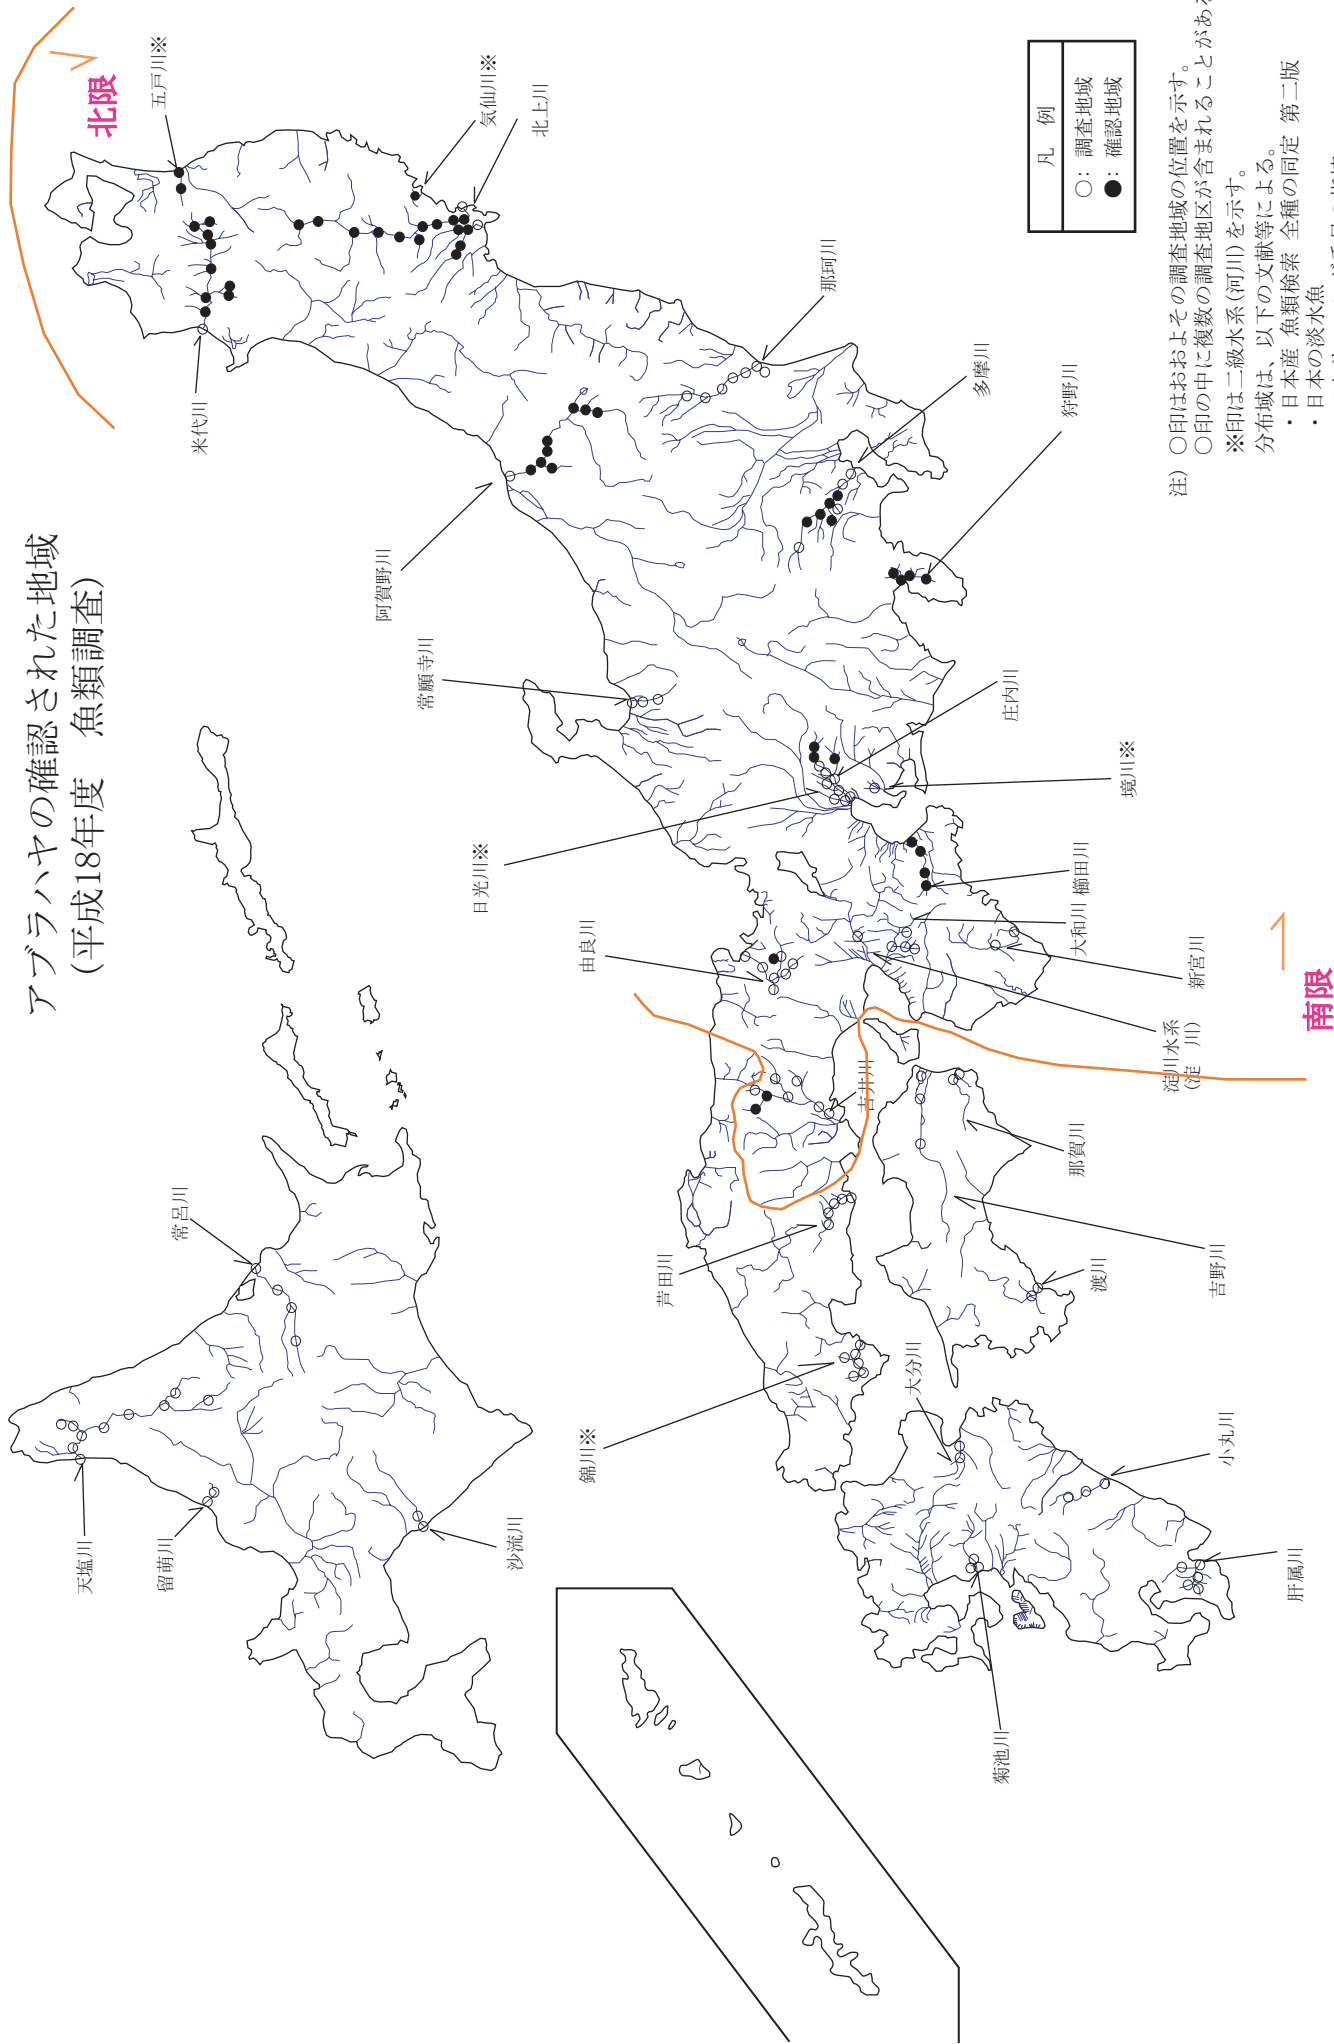 アブラハヤの確認された地域
(平成18年度　魚類調査)
北限
五戸川※
気仙川※
北上川
米代川
那珂川
多摩川
狩野川
阿賀野川
常願寺川
庄内川
境川※
日光川※
由良川
櫛田川
大和川
新宮川
淀川水系
(淀　川)
南限
吉井川
那賀川
吉野川
渡川
芦田川
錦川※
大分川
小丸川
肝属川
菊池川
常呂川
天塩川
留萌川
沙流川
凡　例
○: 調査地域
●: 確認地域
注) ○印はおおよその調査地域の位置を示す。
○印の中に複数の調査地区が含まれることがある
※印は二級水系(河川)を示す。
分布域は、以下の文献等による。
・日本産 魚類検索 全種の同定 第二版
・日本の淡水魚